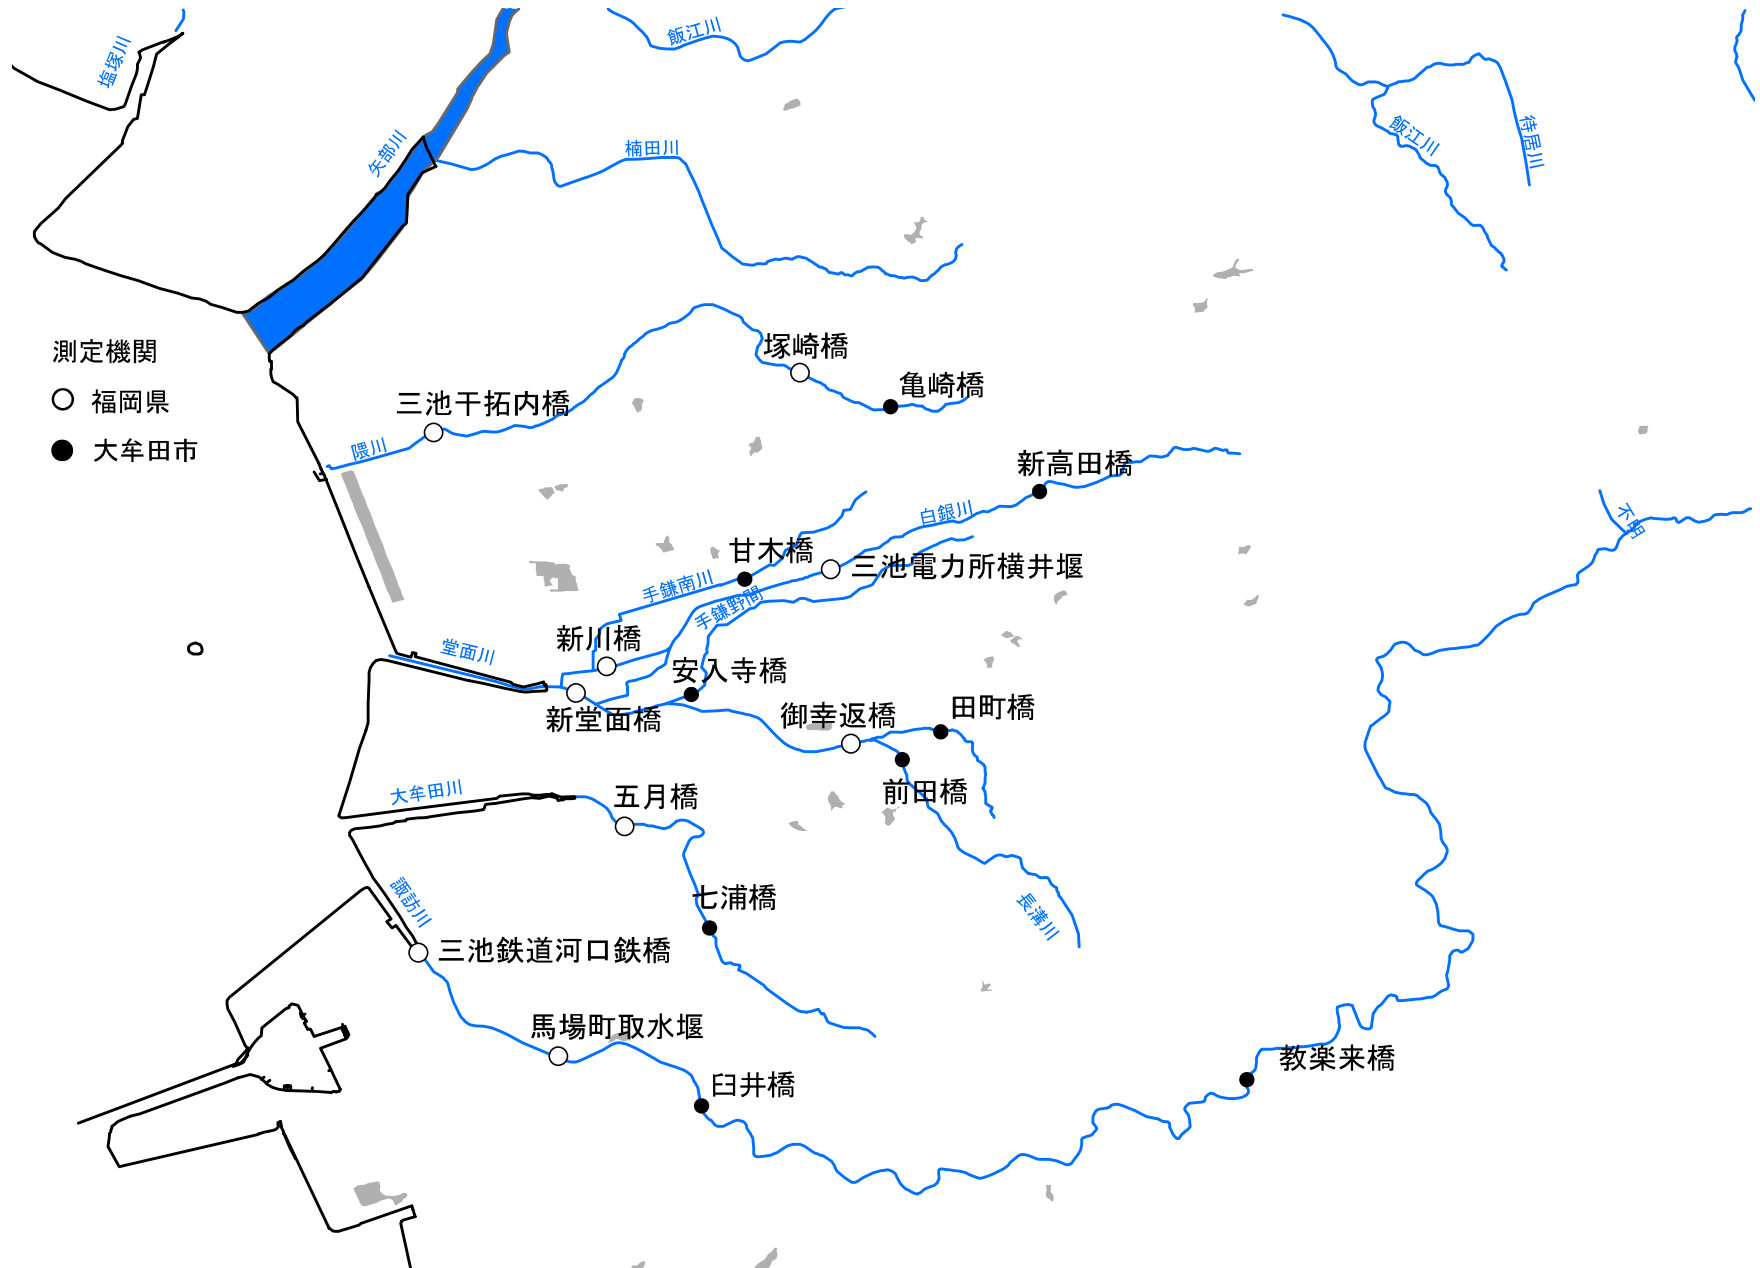 塩塚川
飯江川
矢部川
楠田川
飯江川
待居川
測定機関
福岡県
大牟田市
塚崎橋
亀崎橋
三池干拓内橋
隈川
新高田橋
白銀川
不明
甘木橋
三池電力所横井堰
手鎌南川
手鎌野間
新川橋
堂面川
安入寺橋
新堂面橋
御幸返橋
田町橋
前田橋
大牟田川
五月橋
諏訪川
七浦橋
長溝川
三池鉄道河口鉄橋
馬場町取水堰
臼井橋
教楽来橋